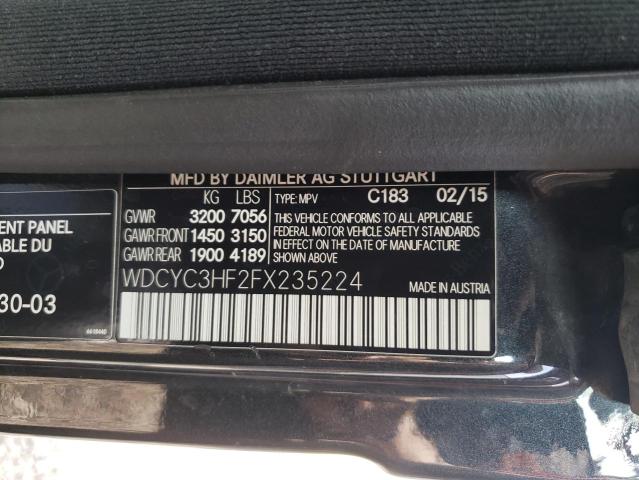 MFD BY DAIMLER AG STUTTGART
KG LBS
TYPE: MPV C183 02/15
GVWR 3200 7056
GAWR FRONT 1450 3150
GAWR REAR 1900 4189
THIS VEHICLE CONFORMS TO ALL APPLICABLE
FEDERAL MOTOR VEHICLE SAFETY STANDARDS
IN EFFECT ON THE DATE OF MANUFACTURE
SHOWN ABOVE.
WDCYC3HF2FX235224
MADE IN AUSTRIA
ENT PANEL
ABLE DU
30-03